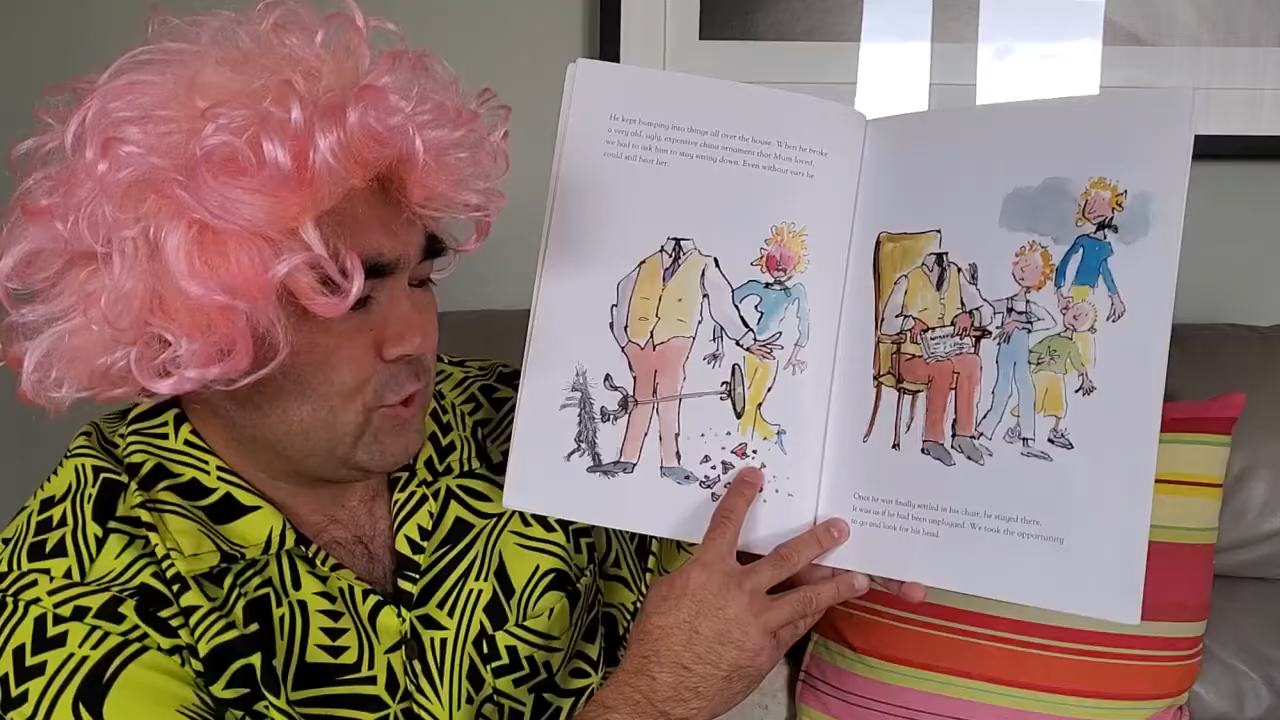 He kept bumping into things all over the house. When he broke
a very old, ugly, expensive china ornament that Mum loved,
we had to ask him to stay sitting down. Even without ears he
could still hear her.
Once he was finally settled in his chair, he stayed there.
It was as if he had been unplugged. We took the opportunity
to go and look for his head.